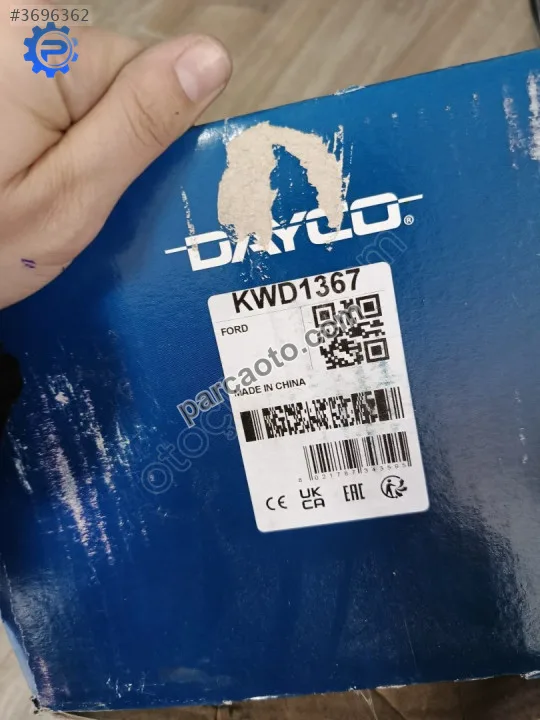 #3696362
DAYCO®
KWD1367
FORD
MADE IN CHINA
parcaoto.com
CE UK CA EAC